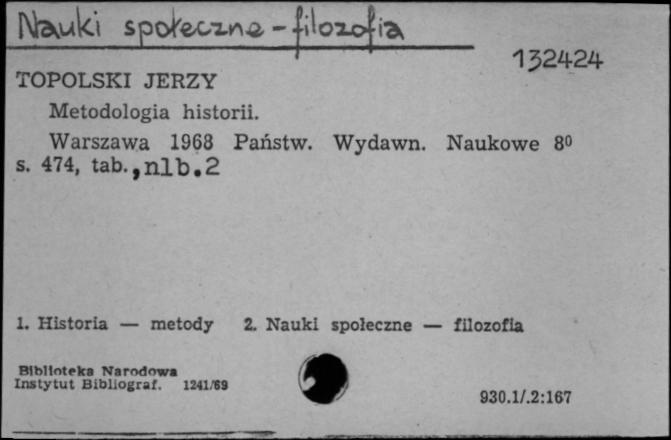 Nauki społeczne - filozofia
132424
TOPOLSKI JERZY
Metodologia historii.
Warszawa 1968 Państw. Wydawn. Naukowe 8⁰
s. 474, tab., nlb.2
1. Historia — metody 2. Nauki społeczne — filozofia
Biblioteka Narodowa
Instytut Bibliograf. 1241/69
930.1/.2:167